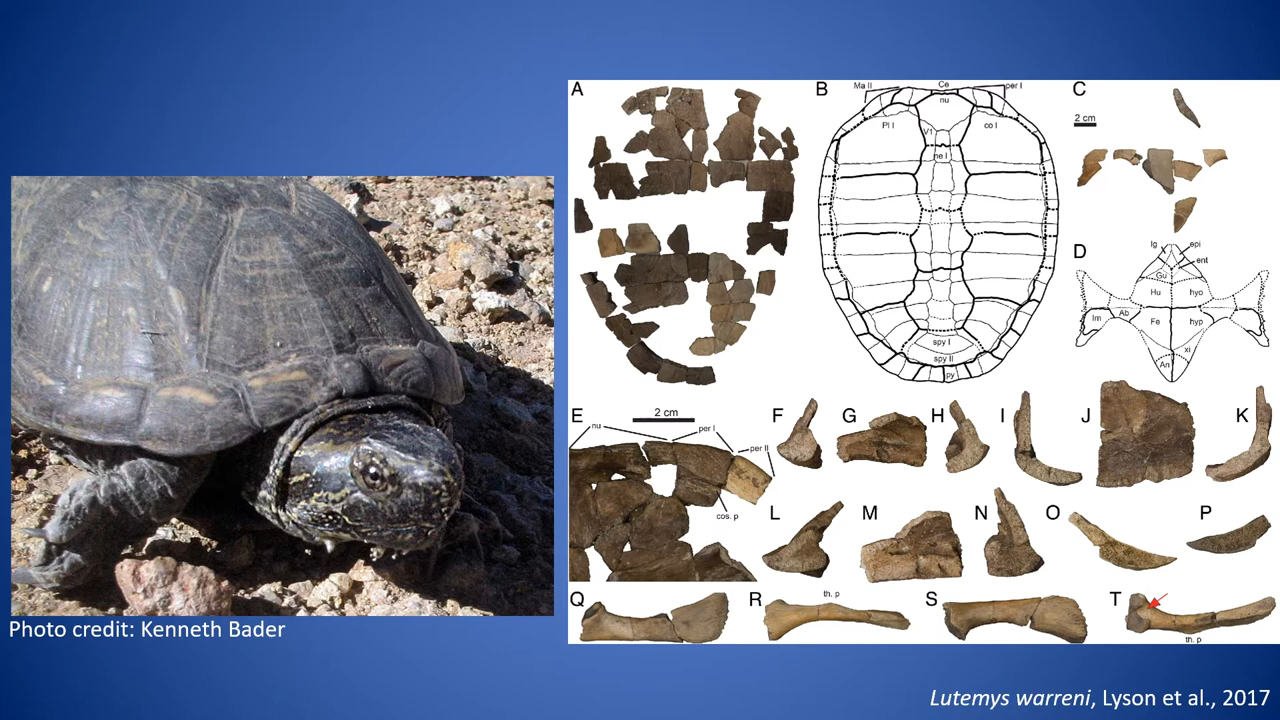 A
B
Ma II
Ce
per I
nu
Pl I
co I
V1
ne I
spy I
spy II
py
C
2 cm
D
Ig
epi
ent
Gu
Hu
hyo
Im
Ab
Fe
hyp
xi
An
E
2 cm
nu
per I
per II
cos. p
F
G
H
I
J
K
L
M
N
O
P
Q
R
th. p
S
T
th. p
Photo credit: Kenneth Bader
Lutemys warreni, Lyson et al., 2017